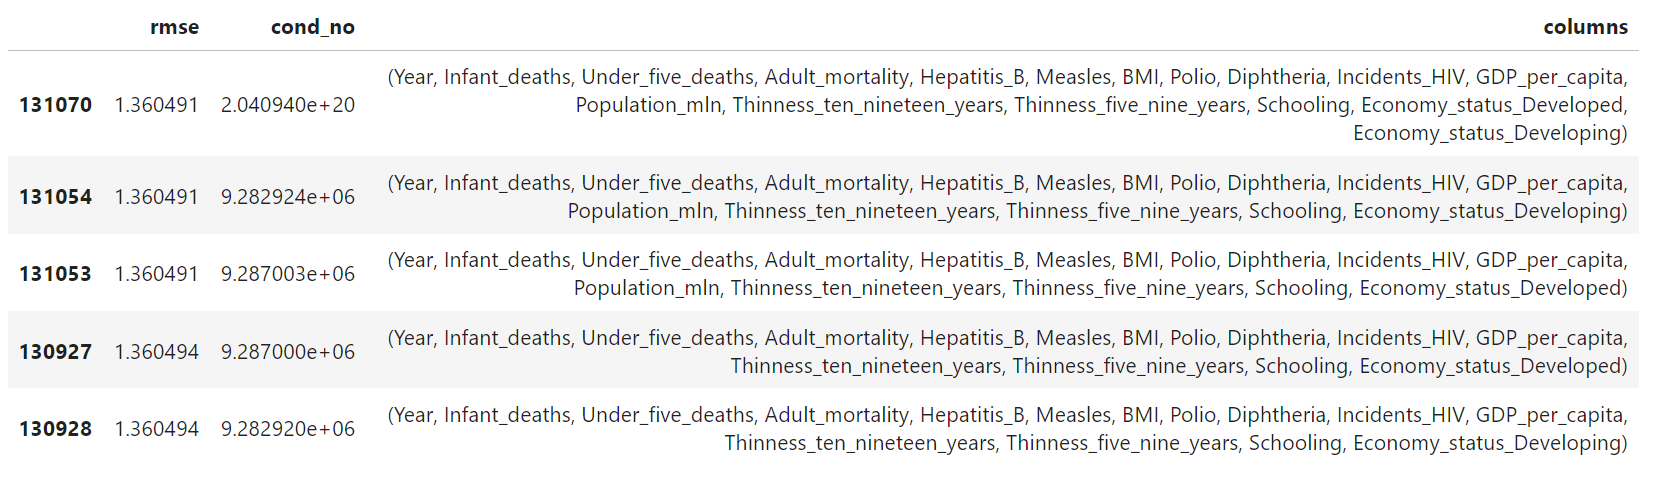 rmse cond_no columns
(Year, Infant_deaths, Under_five_deaths, Adult_mortality, Hepatitis_B, Measles, BMI, Polio, Diphtheria, Incidents_HIV, GDP_per_capita,
131070 1.360491 2.040940e+20 Population_mln, Thinness_ten_nineteen_years, Thinness_five_nine_years, Schooling, Economy_status_Developed,
Economy_status_Developing)
(Year, Infant_deaths, Under_five_deaths, Adult_mortality, Hepatitis_B, Measles, BMI, Polio, Diphtheria, Incidents_HIV, GDP_per_capita,
131054 1.360491 9.282924e+06 Population_mln, Thinness_ten_nineteen_years, Thinness_five_nine_years, Schooling, Economy_status_Developing)
(Year, Infant_deaths, Under_five_deaths, Adult_mortality, Hepatitis_B, Measles, BMI, Polio, Diphtheria, Incidents_HIV, GDP_per_capita,
131053 1.360491 9.287003e+06 Population_mln, Thinness_ten_nineteen_years, Thinness_five_nine_years, Schooling, Economy_status_Developed)
(Year, Infant_deaths, Under_five_deaths, Adult_mortality, Hepatitis_B, Measles, BMI, Polio, Diphtheria, Incidents_HIV, GDP_per_capita,
130927 1.360494 9.287000e+06 Thinness_ten_nineteen_years, Thinness_five_nine_years, Schooling, Economy_status_Developed)
(Year, Infant_deaths, Under_five_deaths, Adult_mortality, Hepatitis_B, Measles, BMI, Polio, Diphtheria, Incidents_HIV, GDP_per_capita,
130928 1.360494 9.282920e+06 Thinness_ten_nineteen_years, Thinness_five_nine_years, Schooling, Economy_status_Developing)